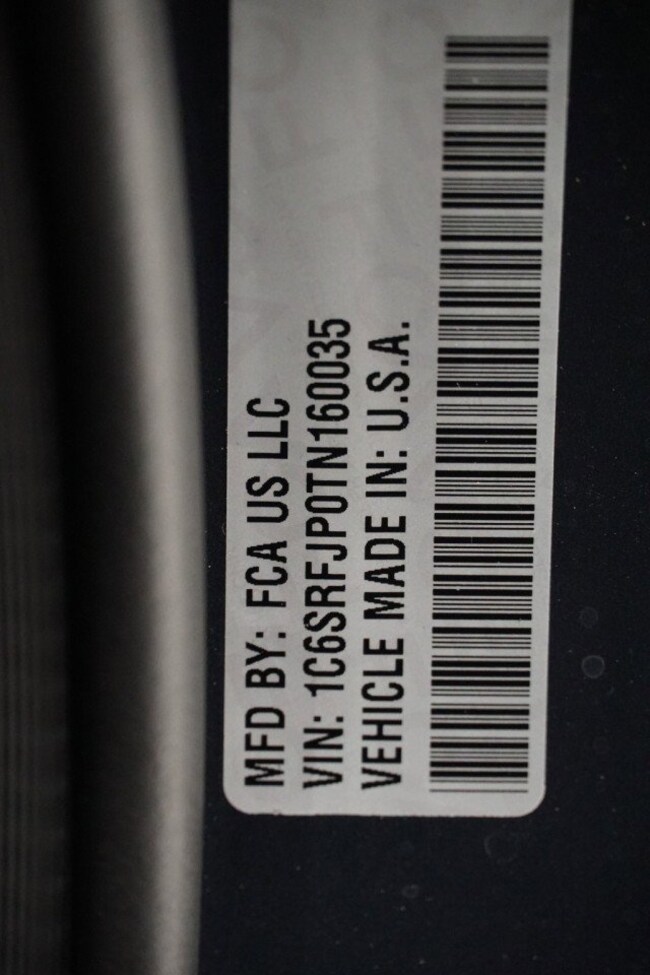 MFD BY: FCA US LLC
VIN: 1C6SRFJP0TN160035
VEHICLE MADE IN: U.S.A.